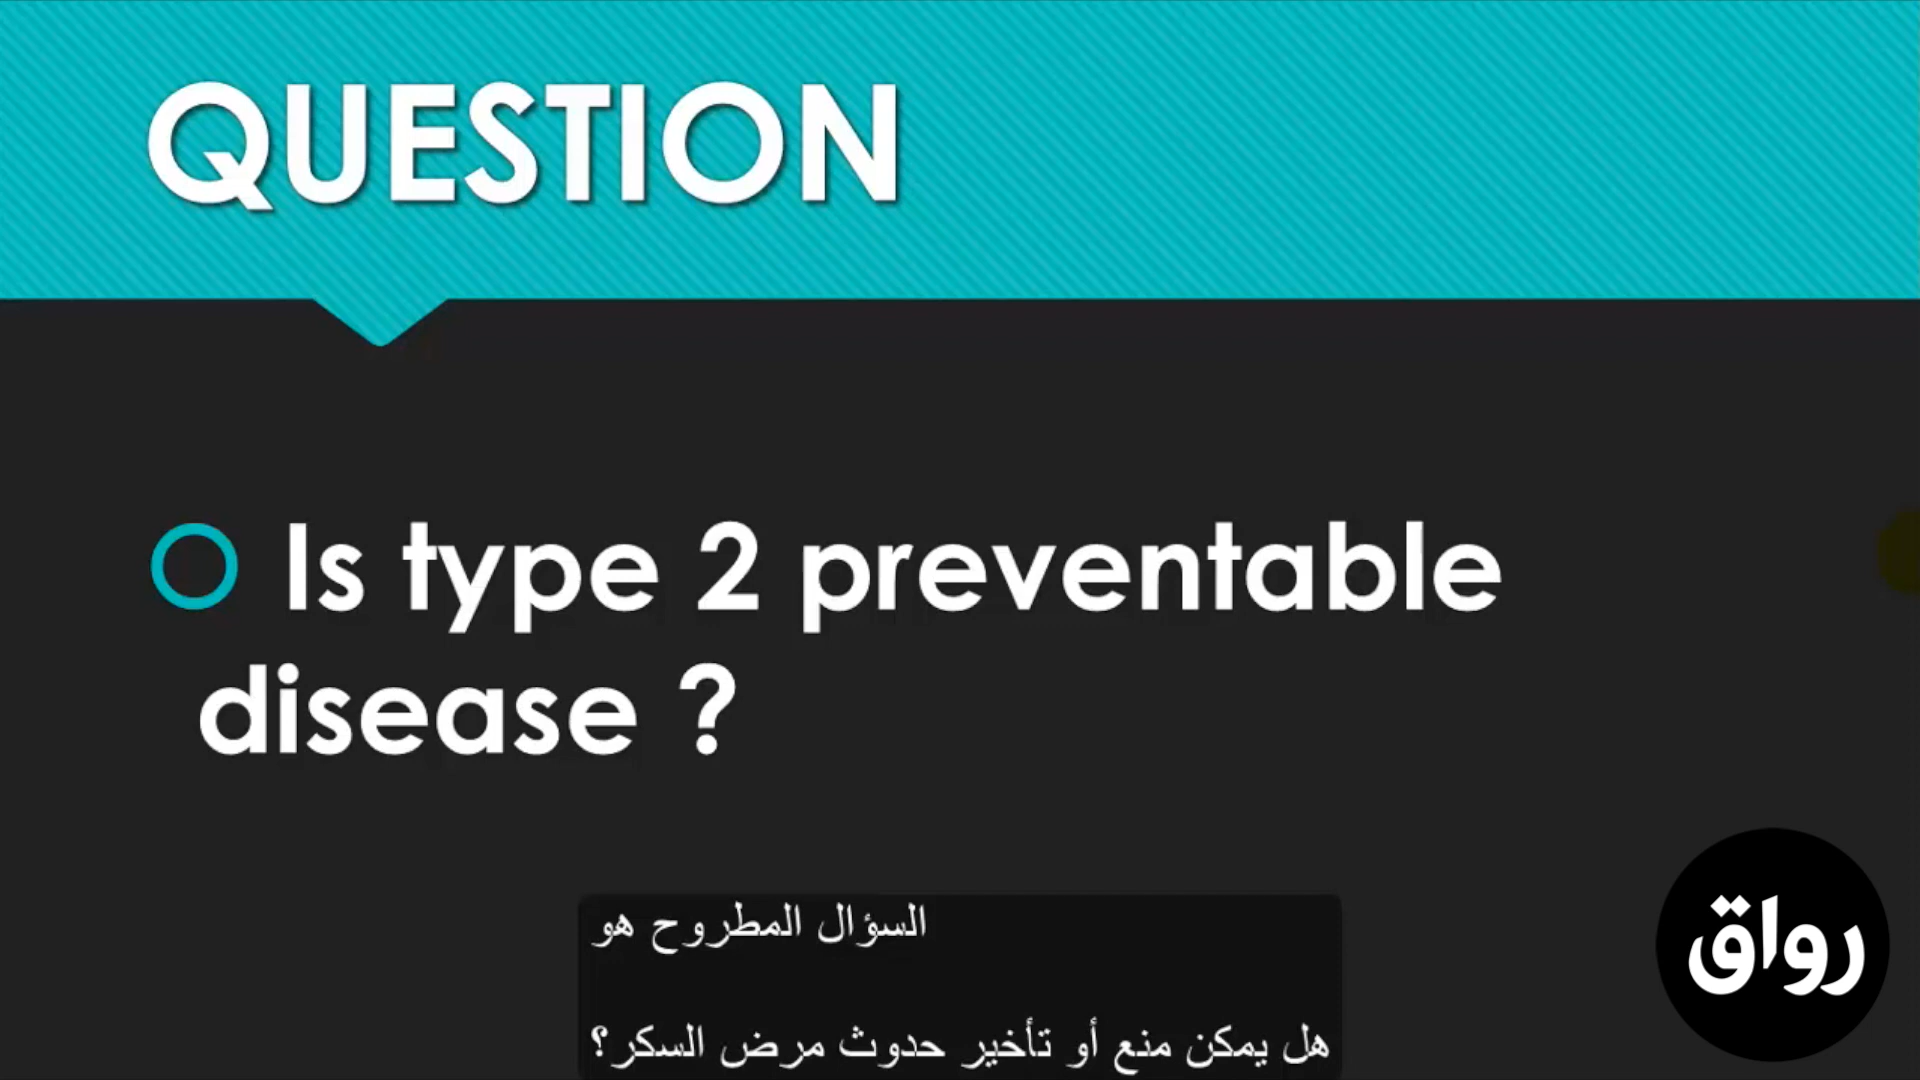 QUESTION
Is type 2 preventable
disease ?
السؤال المطروح هو
هل يمكن منع أو تأخير حدوث مرض السكر؟
رواق